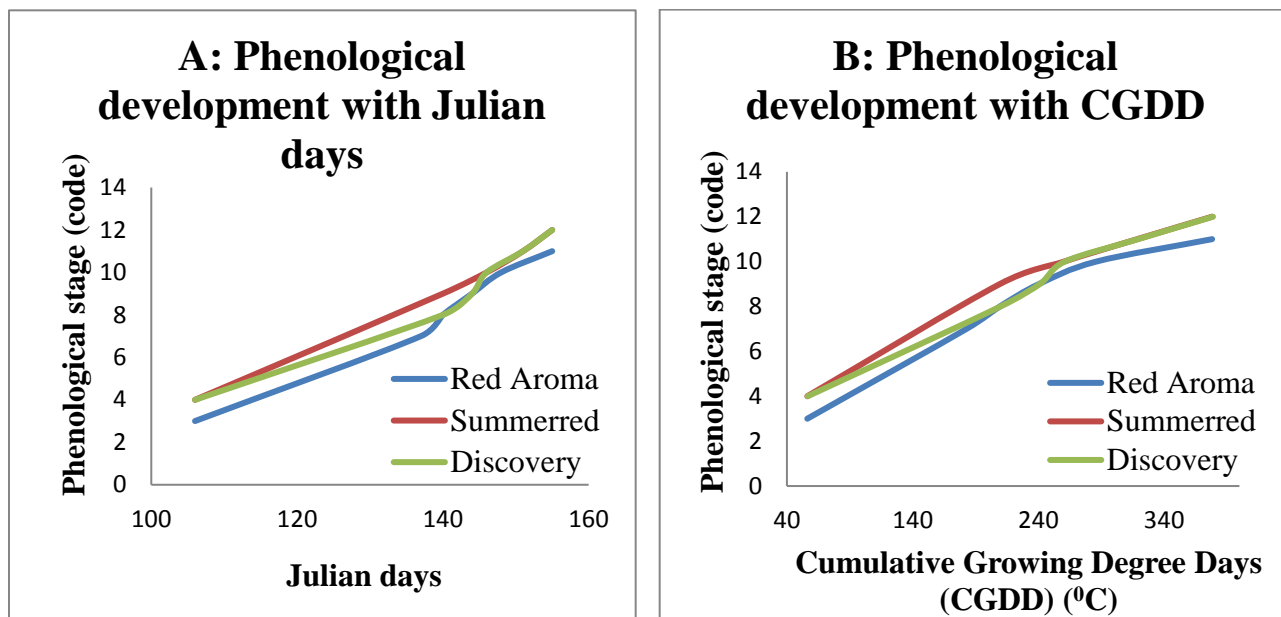 A: Phenological
development with Julian
days
Phenological stage (code)
14
12
10
8
6
4
2
0
Red Aroma
Summerred
Discovery
100
120
140
160
Julian days
B: Phenological
development with CGDD
Phenological stage (code)
14
12
10
8
6
4
2
0
Red Aroma
Summerred
Discovery
40
140
240
340
Cumulative Growing Degree Days
(CGDD) (⁰C)